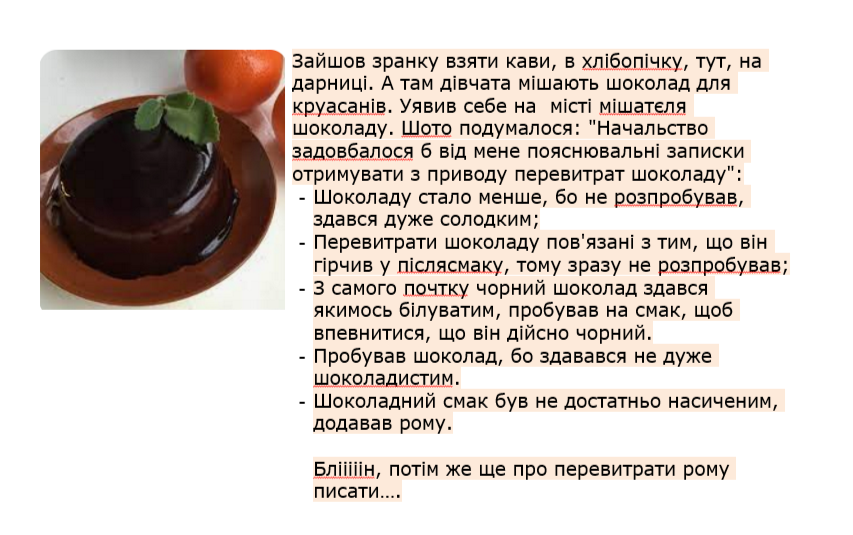 Зайшов зранку взяти кави, в хлібопічку, тут, на
дарниці. А там дівчата мішають шоколад для
круасанів. Уявив себе на  місті мішатєля
шоколаду. Шото подумалося: "Начальство
задовбалося б від мене пояснювальні записки
отримувати з приводу перевитрат шоколаду":
- Шоколаду стало менше, бо не розпробував,
здався дуже солодким;
- Перевитрати шоколаду пов'язані з тим, що він
гірчив у післясмаку, тому зразу не розпробував;
- З самого почтку чорний шоколад здався
якимось білуватим, пробував на смак, щоб
впевнитися, що він дійсно чорний.
- Пробував шоколад, бо здавався не дуже
шоколадистим.
- Шоколадний смак був не достатньо насиченим,
додавав рому.
Бліііііін, потім же ще про перевитрати рому
писати….